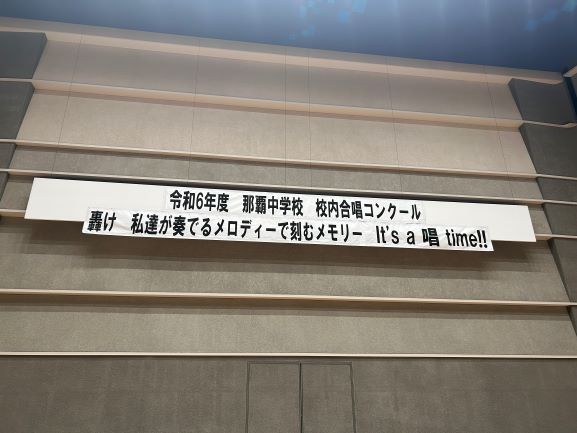 令和6年度　那覇中学校　校内合唱コンクール
轟け　私達が奏でるメロディーで刻むメモリー　It's a 唱 time!!